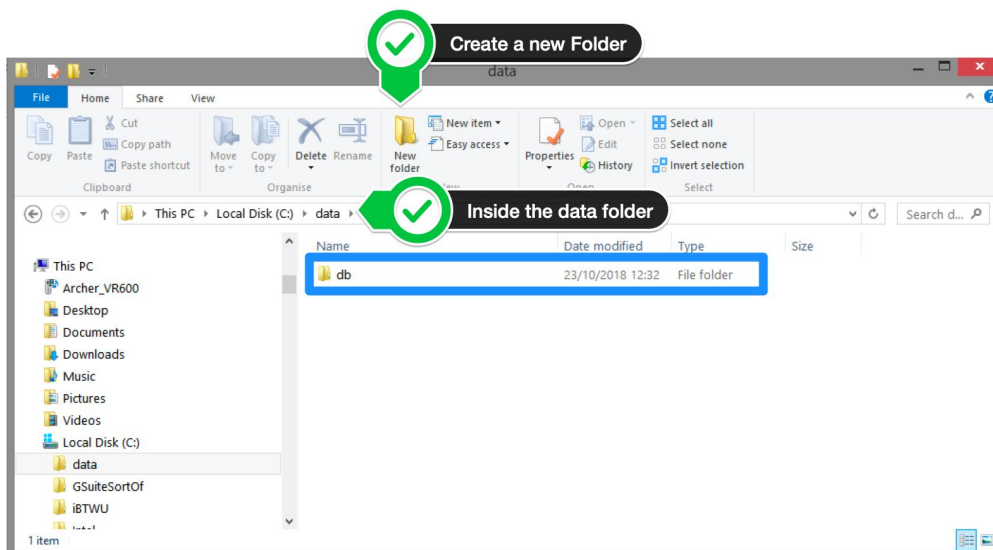 Create a new Folder
data
File Home Share View
Copy
Paste
Cut
Copy path
Paste shortcut
Clipboard
Move to
Copy to
Delete
Rename
Organise
New folder
New item
Easy access
New
Properties
Open
Edit
History
Open
Select all
Select none
Invert selection
Select
This PC Local Disk (C:) data
Inside the data folder
Search d...
Name Date modified Type Size
db 23/10/2018 12:32 File folder
This PC
Archer_VR600
Desktop
Documents
Downloads
Music
Pictures
Videos
Local Disk (C:)
data
GSuiteSortOf
iBTWU
Intel
1 item